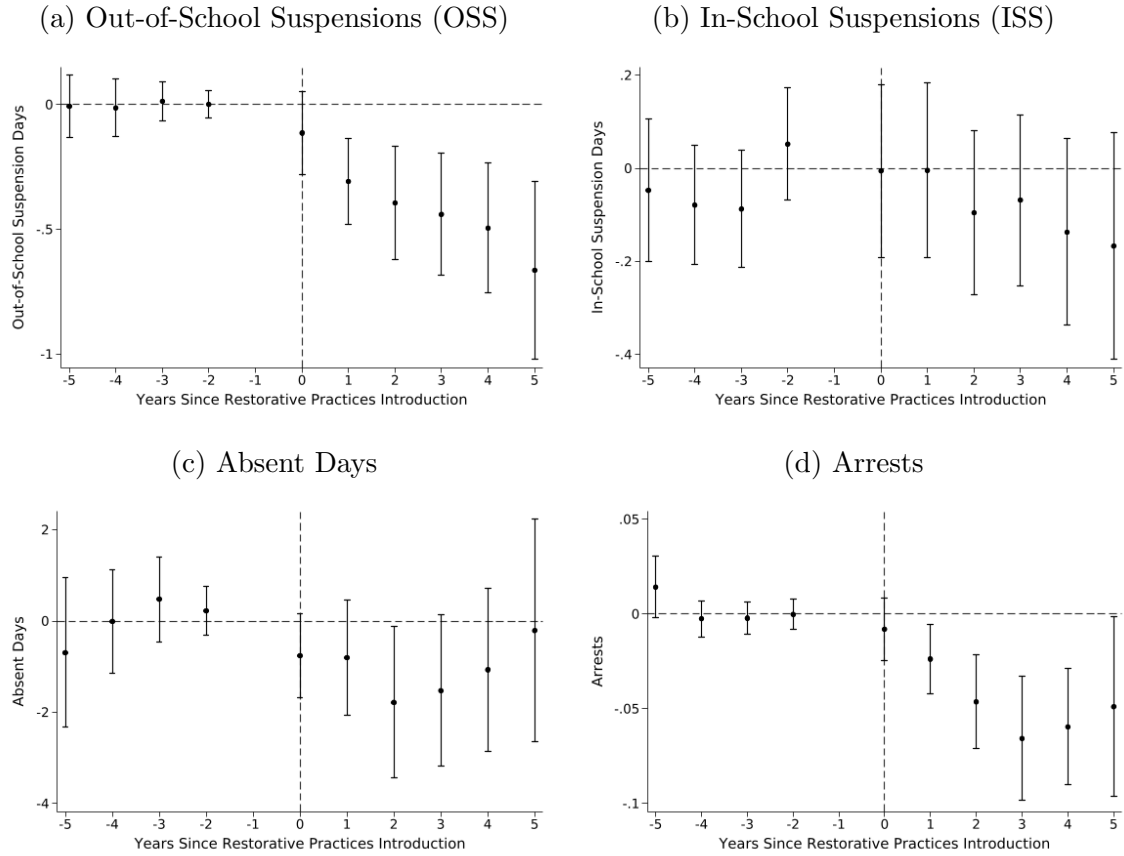 (a) Out-of-School Suspensions (OSS)
Out-of-School Suspension Days
0
-.5
-1
-5 -4 -3 -2 -1 0 1 2 3 4 5
Years Since Restorative Practices Introduction
(b) In-School Suspensions (ISS)
In-School Suspension Days
.2
0
-.2
-.4
-5 -4 -3 -2 -1 0 1 2 3 4 5
Years Since Restorative Practices Introduction
(c) Absent Days
Absent Days
2
0
-2
-4
-5 -4 -3 -2 -1 0 1 2 3 4 5
Years Since Restorative Practices Introduction
(d) Arrests
Arrests
.05
0
-.05
-.1
-5 -4 -3 -2 -1 0 1 2 3 4 5
Years Since Restorative Practices Introduction